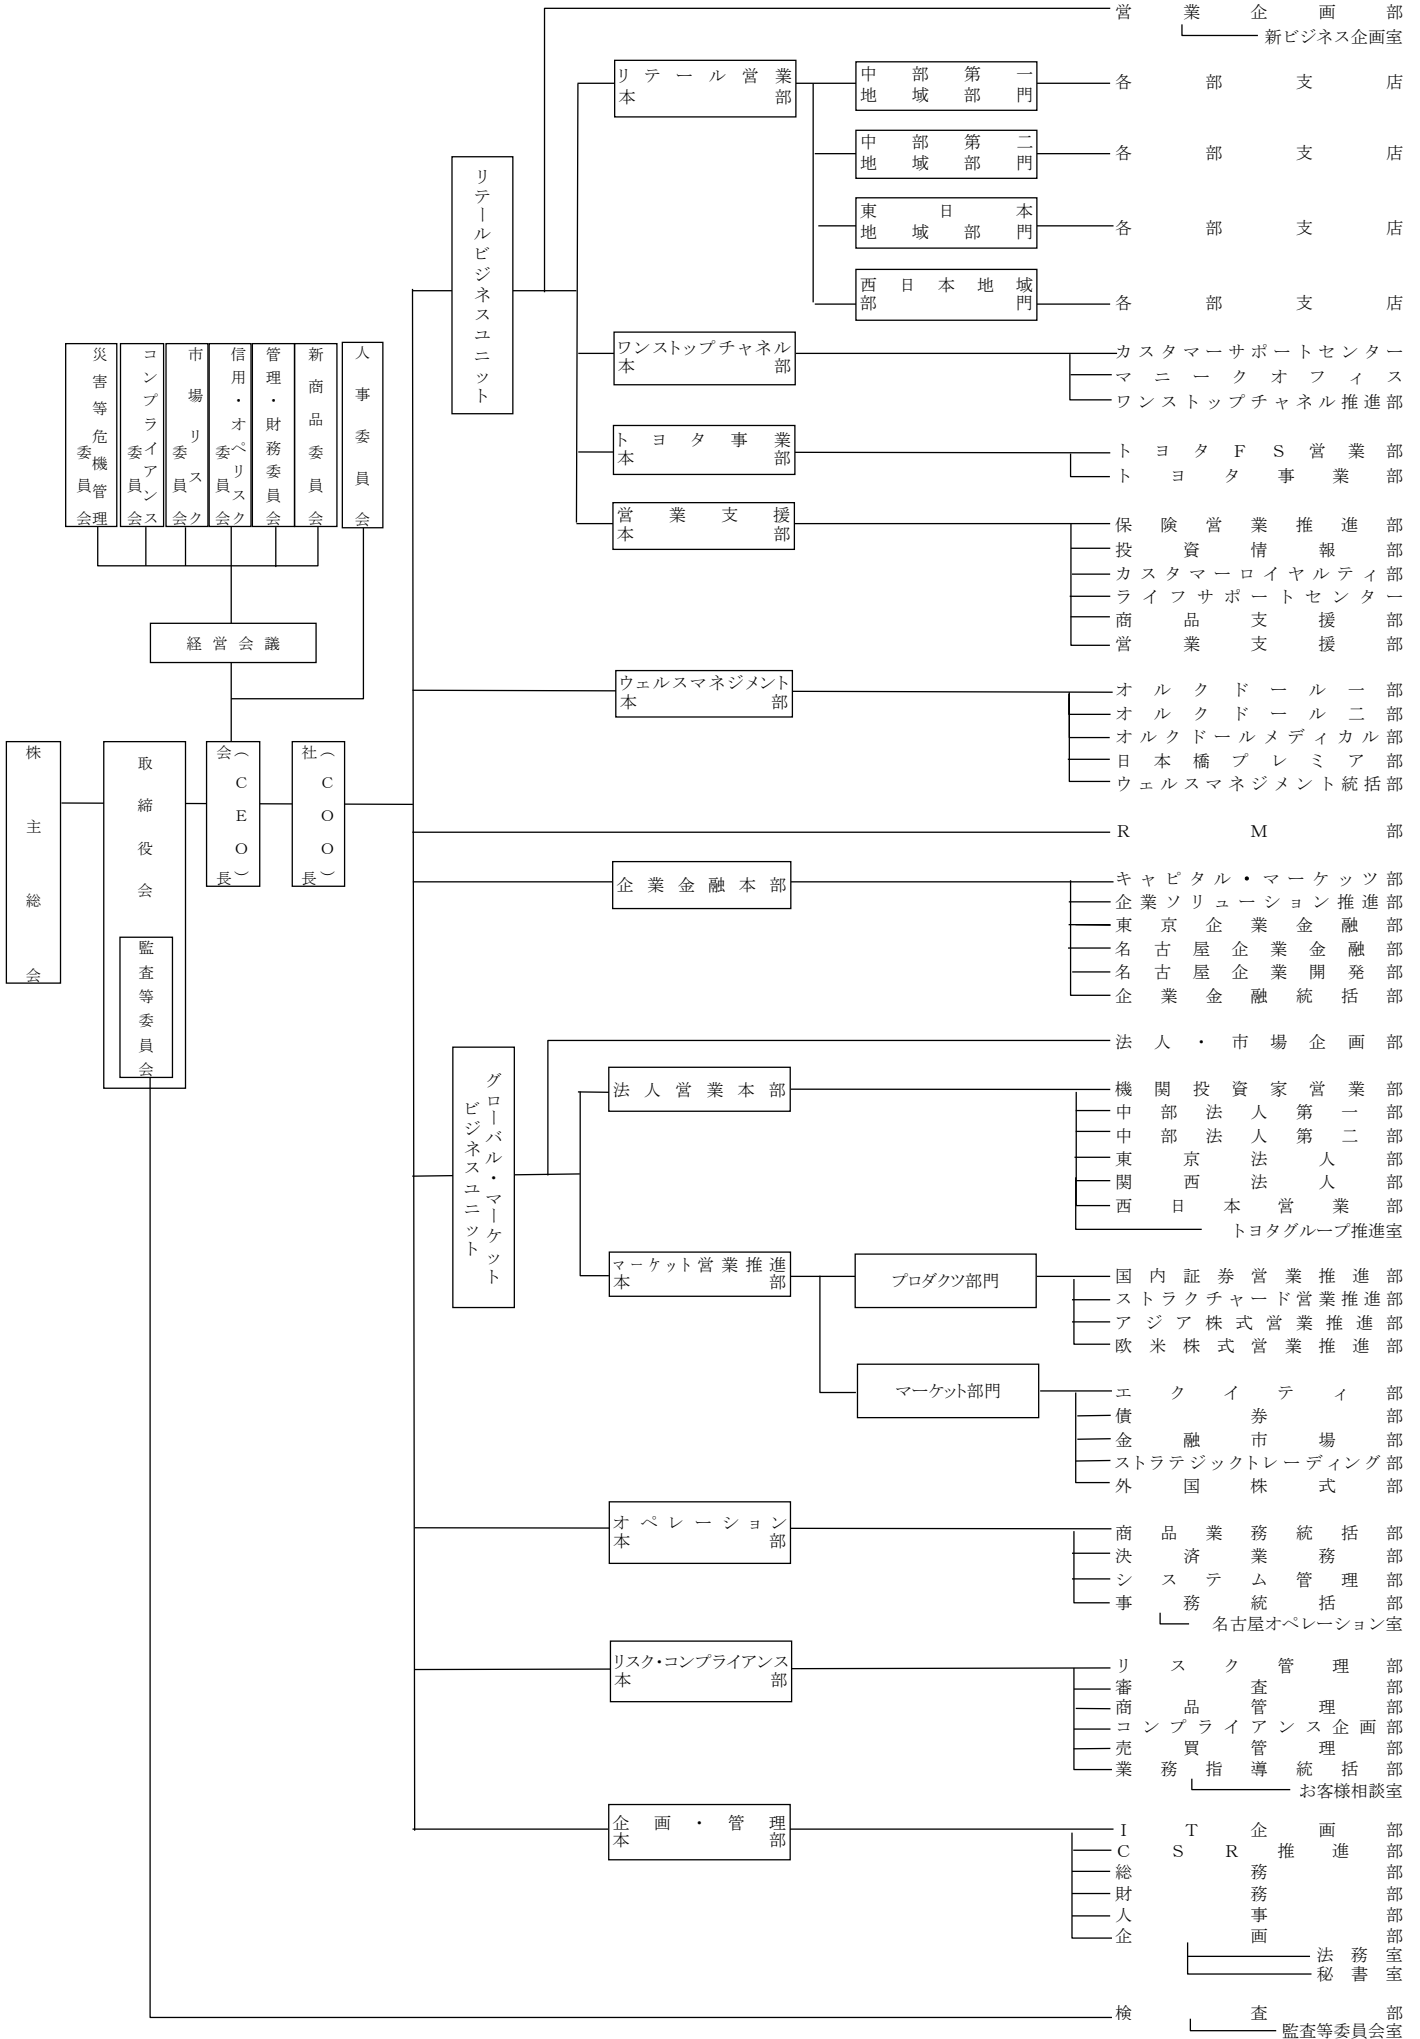 営業企画部
新ビジネス企画室
リテール営業
本部
中部第一
地域部門
各部支店
中部第二
地域部門
各部支店
東日本
地域部門
各部支店
西日本地域
部門
各部支店
リテールビジネスユニット
ワンストップチャネル
本部
カスタマーサポートセンター
マニークオフィス
ワンストップチャネル推進部
トヨタ事業
本部
トヨタFS営業部
トヨタ事業部
営業支援
本部
保険営業推進部
投資情報部
カスタマーロイヤルティ部
ライフサポートセンター
商品支援部
営業支援部
災害等危機管理
委員会
コンプライアンス
委員会
市場リスク
委員会
信用・オペリスク
委員会
管理・財務委員会
新商品委員会
人事委員会
経営会議
株主総会
取締役会
監査等委員会
会長
(CEO)
社長
(COO)
ウェルスマネジメント
本部
オルクドール一部
オルクドール二部
オルクドールメディカル部
日本橋プレミア部
ウェルスマネジメント統括部
RM部
企業金融本部
キャピタル・マーケッツ部
企業ソリューション推進部
東京企業金融部
名古屋企業金融部
名古屋企業開発部
企業金融統括部
グローバル・マーケット
ビジネスユニット
法人・市場企画部
法人営業本部
機関投資家営業部
中部法人第一部
中部法人第二部
東京法人部
関西法人部
西日本営業部
トヨタグループ推進室
マーケット営業推進
本部
プロダクツ部門
国内証券営業推進部
ストラクチャード営業推進部
アジア株式営業推進部
欧米株式営業推進部
マーケット部門
エクイティ部
債券部
金融市場部
ストラテジックトレーディング部
外国株式部
オペレーション
本部
商品業務統括部
決済業務部
システム管理部
事務統括部
名古屋オペレーション室
リスク・コンプライアンス
本部
リスク管理部
審査部
商品管理部
コンプライアンス企画部
売買管理部
業務指導統括部
お客様相談室
企画・管理
本部
IT企画部
CSR推進部
総務部
財務部
人事部
企画部
法務室
秘書室
検査部
監査等委員会室